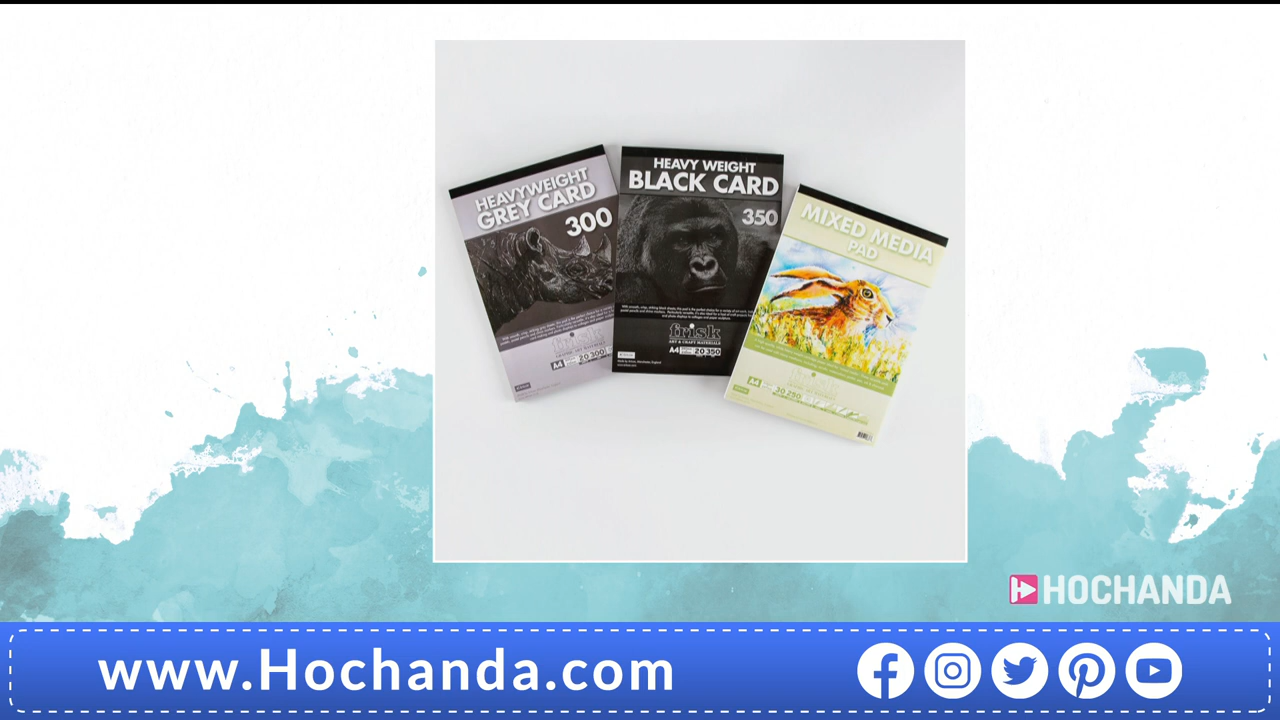 HEAVYWEIGHT
GREY CARD
300
frisk
A4
20 300
HEAVY WEIGHT
BLACK CARD
350
frisk
ART & CRAFT MATERIALS
A4
20 350
MIXED MEDIA
PAD
frisk
A4
30 250
HOCHANDA
www.Hochanda.com